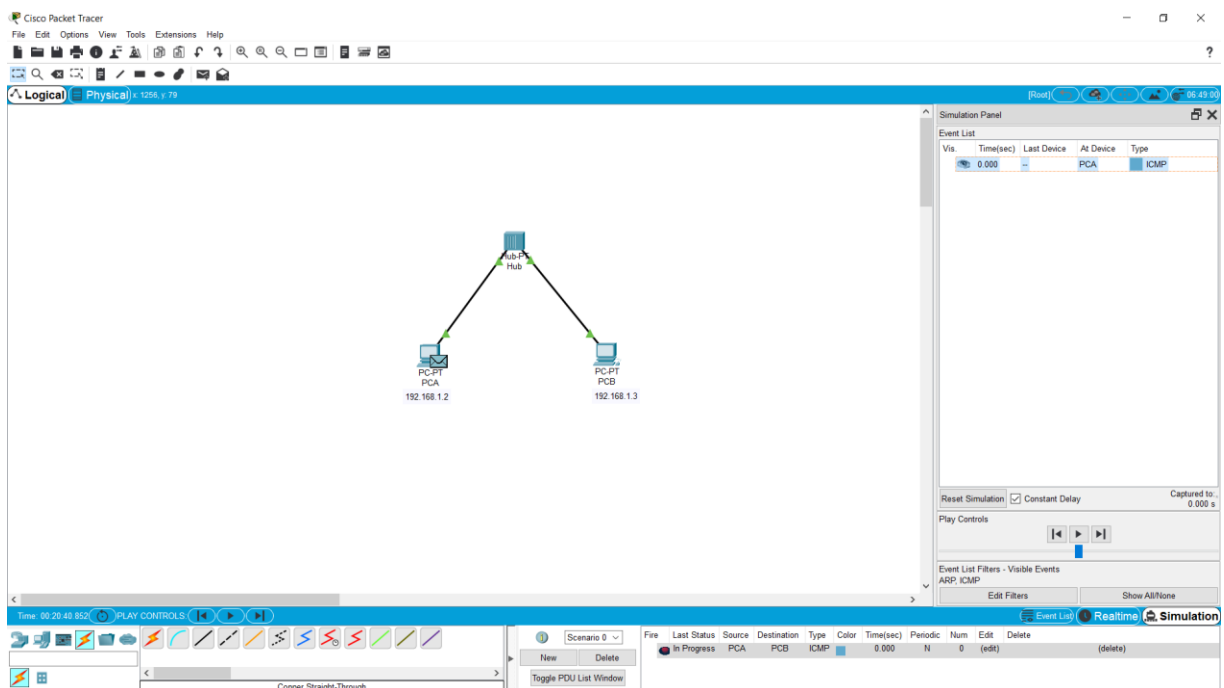 Cisco Packet Tracer
File Edit Options View Tools Extensions Help
?
Logical Physical x: 1256, y: 79 [Root] 06:49:00
Simulation Panel
Event List
Vis. Time(sec) Last Device At Device Type
0.000 -- PCA ICMP
Hub-PT
Hub
PC-PT
PCA
192.168.1.2
PC-PT
PCB
192.168.1.3
Reset Simulation Constant Delay Captured to:
0.000 s
Play Controls
Event List Filters - Visible Events
ARP, ICMP
Edit Filters Show All/None
Time: 00:20:40.852 PLAY CONTROLS: Event List Realtime Simulation
Scenario 0 Fire Last Status Source Destination Type Color Time(sec) Periodic Num Edit Delete
In Progress PCA PCB ICMP 0.000 N 0 (edit) (delete)
New Delete
Toggle PDU List Window
Copper Straight-Through